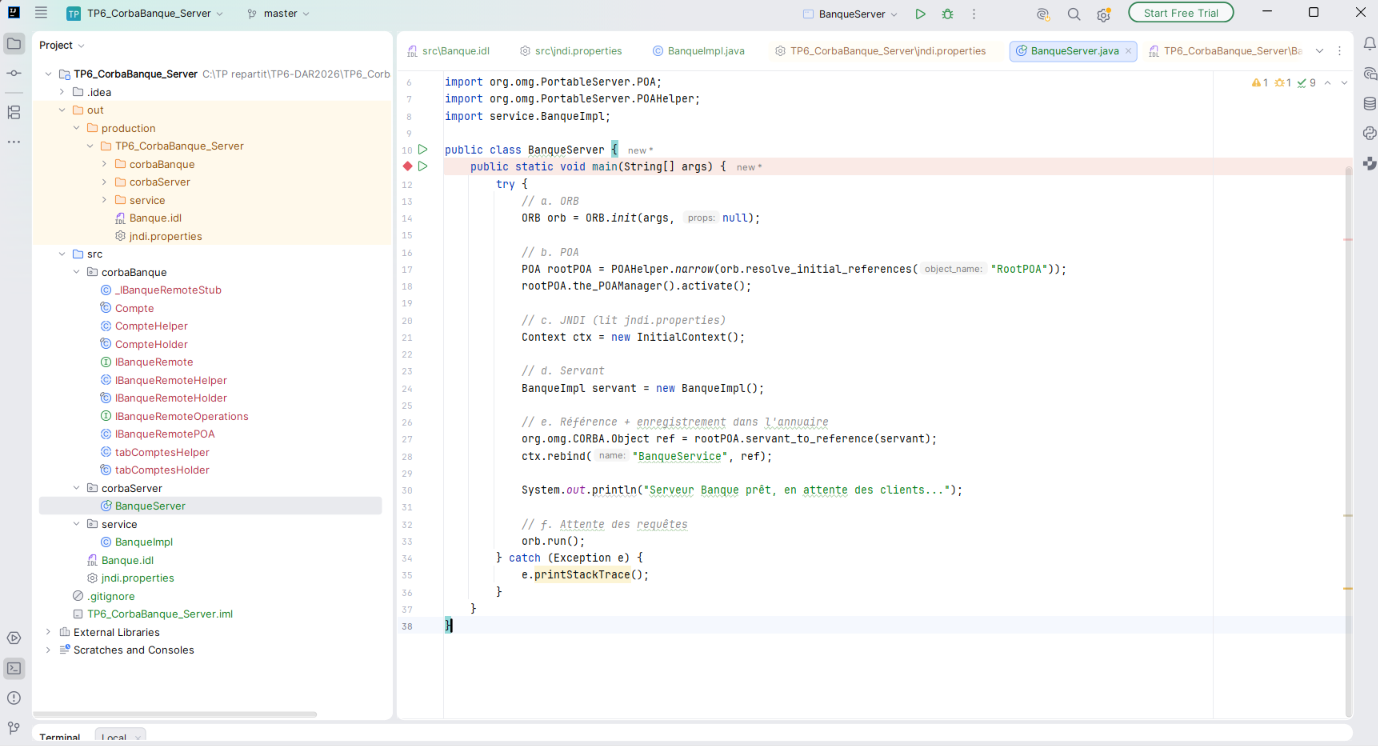 TP TP6_CorbaBanque_Server master BanqueServer Start Free Trial
Project
TP6_CorbaBanque_Server C:\TP repartit\TP6-DAR2026\TP6_Corb
.idea
out
production
TP6_CorbaBanque_Server
corbaBanque
corbaServer
service
Banque.idl
jndi.properties
src
corbaBanque
_IBanqueRemoteStub
Compte
CompteHelper
CompteHolder
IBanqueRemote
IBanqueRemoteHelper
IBanqueRemoteHolder
IBanqueRemoteOperations
IBanqueRemotePOA
tabComptesHelper
tabComptesHolder
corbaServer
BanqueServer
service
BanqueImpl
Banque.idl
jndi.properties
.gitignore
TP6_CorbaBanque_Server.iml
External Libraries
Scratches and Consoles
src\Banque.idl src\jndi.properties BanqueImpl.java TP6_CorbaBanque_Server\jndi.properties BanqueServer.java TP6_CorbaBanque_Server\Ba
1 1 9
6 import org.omg.PortableServer.POA;
7 import org.omg.PortableServer.POAHelper;
8 import service.BanqueImpl;
9
10 public class BanqueServer { new *
public static void main(String[] args) { new *
12 try {
13 // a. ORB
14 ORB orb = ORB.init(args, props: null);
15
16 // b. POA
17 POA rootPOA = POAHelper.narrow(orb.resolve_initial_references( object_name: "RootPOA"));
18 rootPOA.the_POAManager().activate();
19
20 // c. JNDI (lit jndi.properties)
21 Context ctx = new InitialContext();
22
23 // d. Servant
24 BanqueImpl servant = new BanqueImpl();
25
26 // e. Référence + enregistrement dans l'annuaire
27 org.omg.CORBA.Object ref = rootPOA.servant_to_reference(servant);
28 ctx.rebind( name: "BanqueService", ref);
29
30 System.out.println("Serveur Banque prêt, en attente des clients...");
31
32 // f. Attente des requêtes
33 orb.run();
34 } catch (Exception e) {
35 e.printStackTrace();
36 }
37 }
38 }
Terminal Local